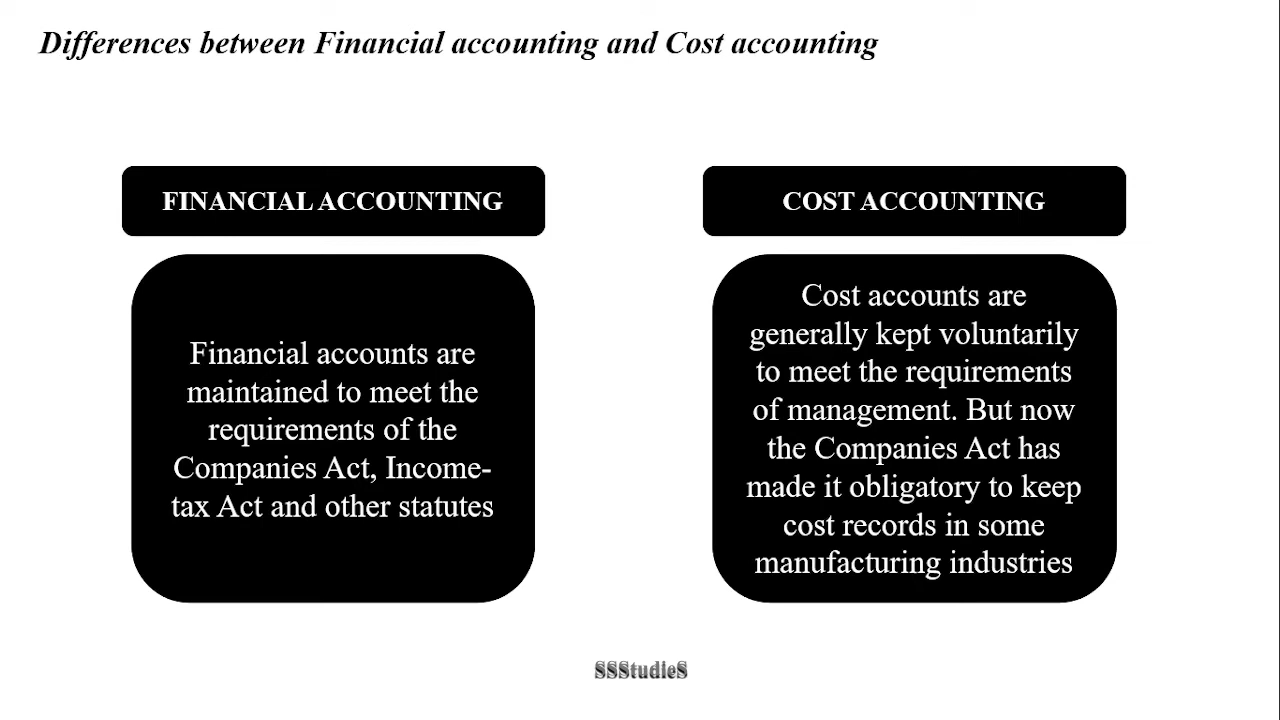 Differences between Financial accounting and Cost accounting
FINANCIAL ACCOUNTING
Financial accounts are
maintained to meet the
requirements of the
Companies Act, Income-
tax Act and other statutes
COST ACCOUNTING
Cost accounts are
generally kept voluntarily
to meet the requirements
of management. But now
the Companies Act has
made it obligatory to keep
cost records in some
manufacturing industries
SSStudieS